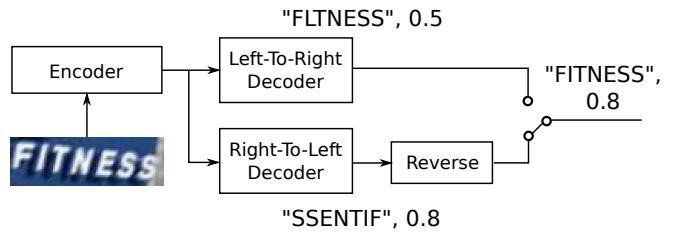 "FLTNESS", 0.5
Encoder
Left-To-Right
Decoder
"FITNESS",
0.8
FITNESS
Right-To-Left
Decoder
Reverse
"SSENTIF", 0.8